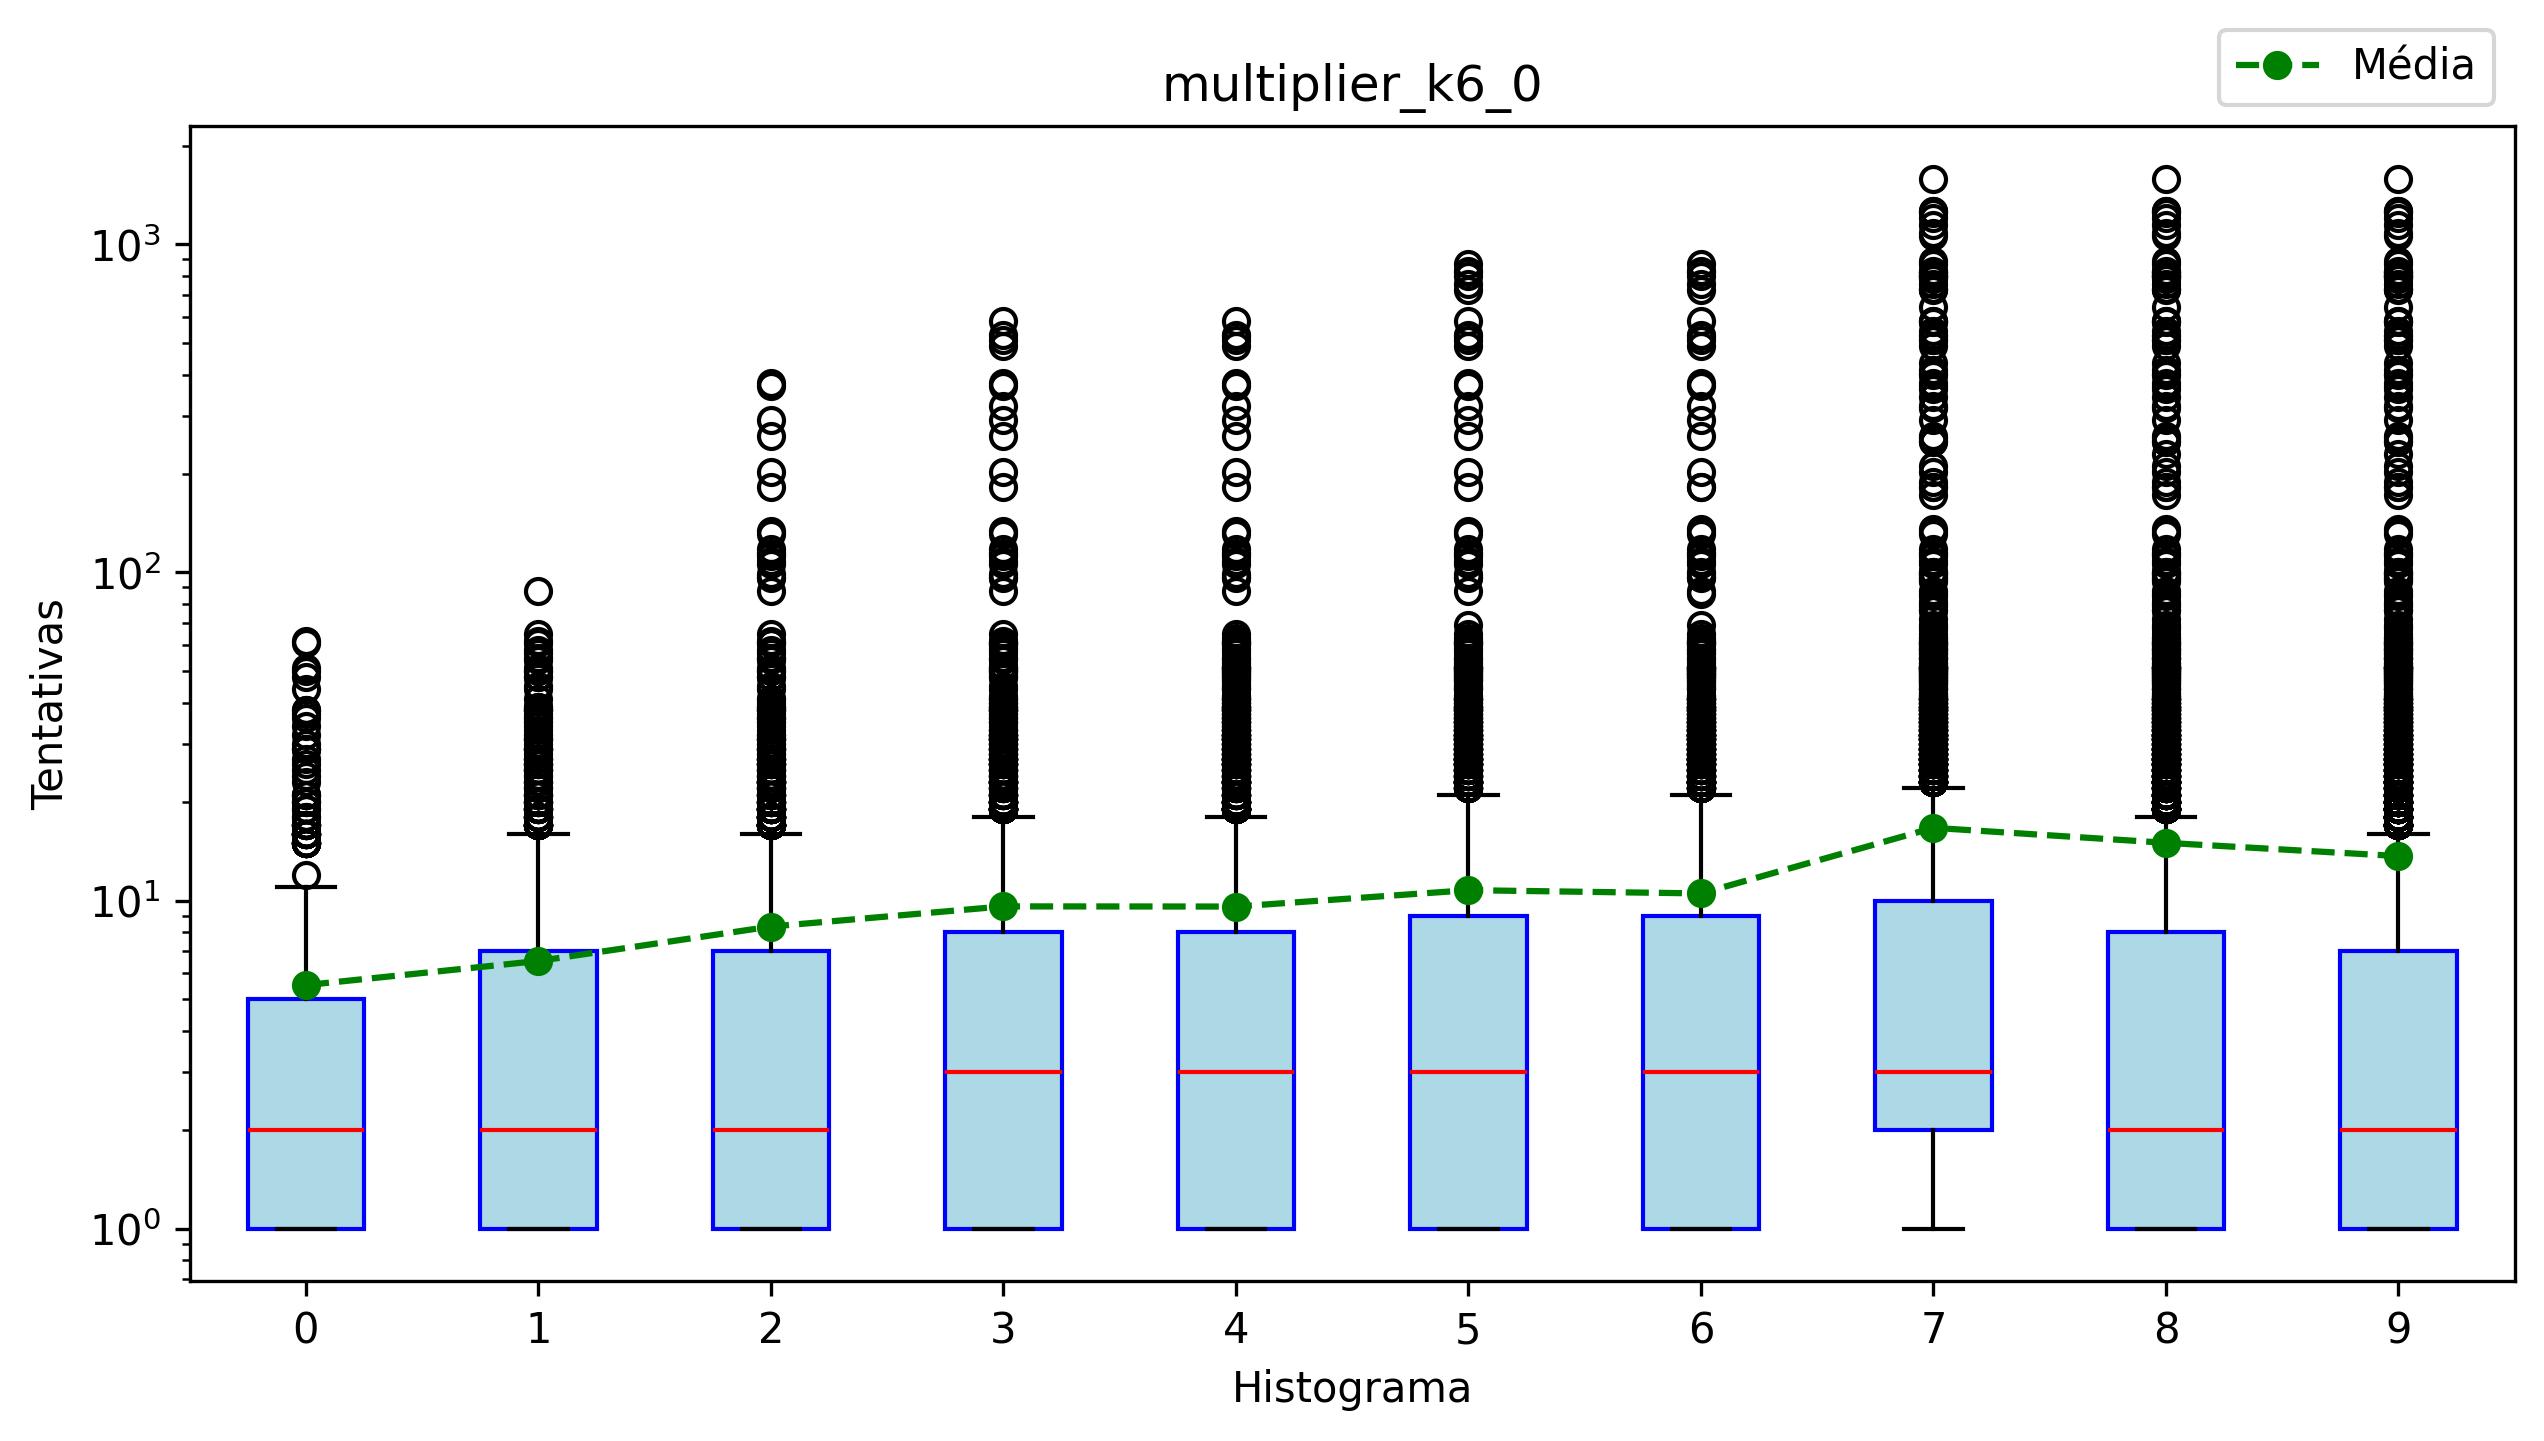 Média
multiplier_k6_0
Tentativas
10³
10²
10¹
10⁰
0 1 2 3 4 5 6 7 8 9
Histograma